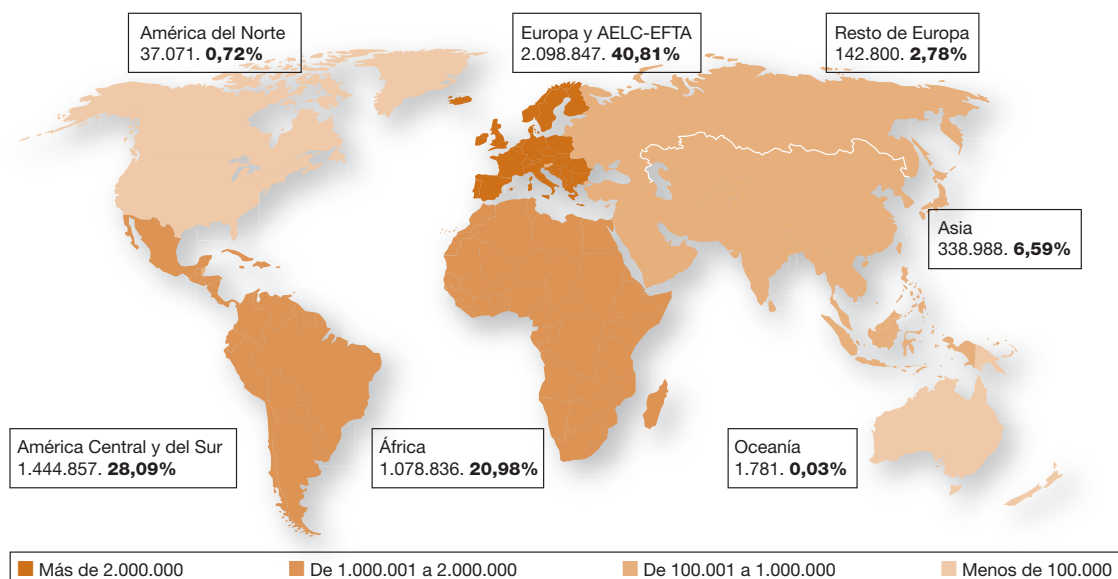 América del Norte
37.071. 0,72%
Europa y AELC-EFTA
2.098.847. 40,81%
Resto de Europa
142.800. 2,78%
Asia
338.988. 6,59%
América Central y del Sur
1.444.857. 28,09%
África
1.078.836. 20,98%
Oceanía
1.781. 0,03%
Más de 2.000.000
De 1.000.001 a 2.000.000
De 100.001 a 1.000.000
Menos de 100.000